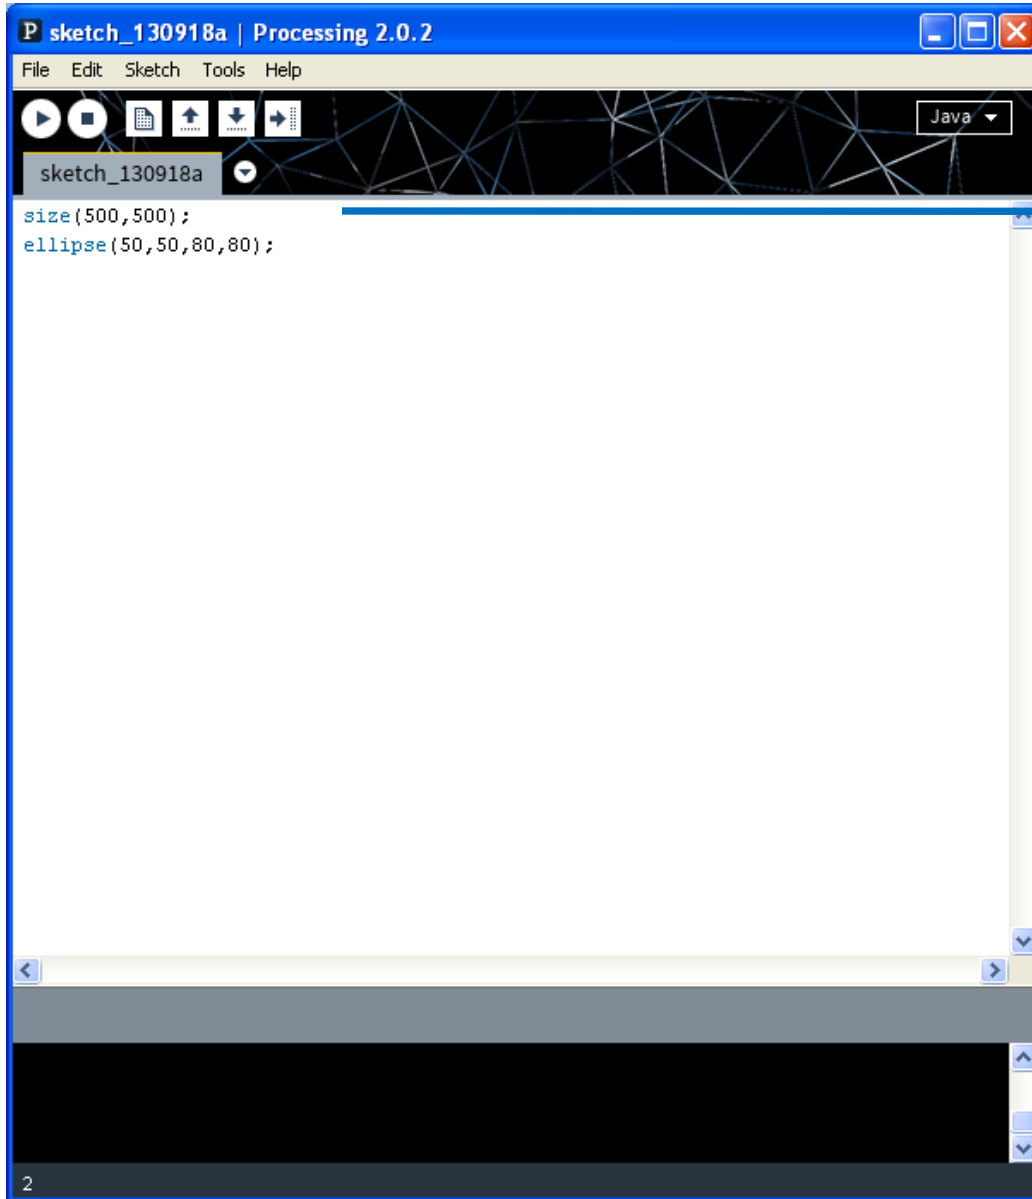 P sketch_130918a | Processing 2.0.2
File Edit Sketch Tools Help
Java
sketch_130918a
size(500,500);
ellipse(50,50,80,80);
2